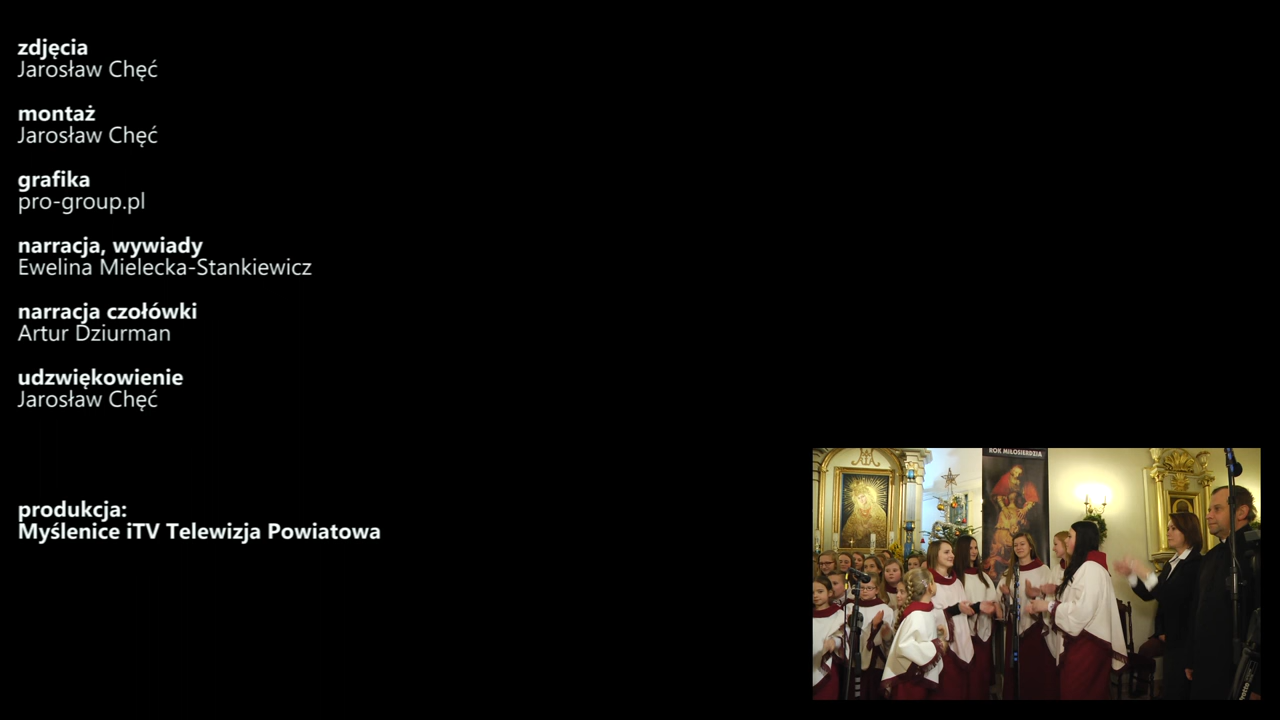 zdjęcia
Jarosław Chęć
montaż
Jarosław Chęć
grafika
pro-group.pl
narracja, wywiady
Ewelina Mielecka-Stankiewicz
narracja czołówki
Artur Dziurman
udzwiękowienie
Jarosław Chęć
produkcja:
Myślenice iTV Telewizja Powiatowa
ROK MIŁOSIERDZIA